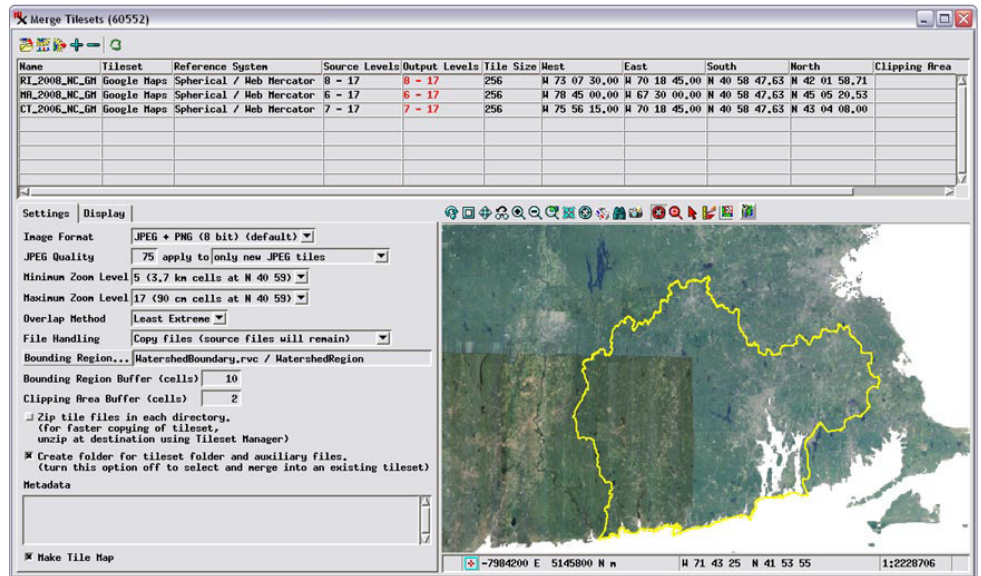 Merge Tilesets (60552)
Name Tileset Reference System Source Levels Output Levels Tile Size West East South North Clipping Area
RI_2008_NC_GM Google Maps Spherical / Web Mercator 8 - 17 8 - 17 256 W 73 07 30.00 W 70 18 45.00 N 40 58 47.63 N 42 01 58.71
MA_2008_NC_GM Google Maps Spherical / Web Mercator 6 - 17 6 - 17 256 W 78 45 00.00 W 67 30 00.00 N 40 58 47.63 N 45 05 20.53
CT_2006_NC_GM Google Maps Spherical / Web Mercator 7 - 17 7 - 17 256 W 75 56 15.00 W 70 18 45.00 N 40 58 47.63 N 43 04 08.00
Settings Display
Image Format JPEG + PNG (8 bit) (default)
JPEG Quality 75 apply to only new JPEG tiles
Minimum Zoom Level 5 (3.7 km cells at N 40 59)
Maximum Zoom Level 17 (90 cm cells at N 40 59)
Overlap Method Least Extreme
File Handling Copy files (source files will remain)
Bounding Region... WatershedBoundary.rvc / WatershedRegion
Bounding Region Buffer (cells) 10
Clipping Area Buffer (cells) 2
Zip tile files in each directory.
(for faster copying of tileset,
unzip at destination using Tileset Manager)
Create folder for tileset folder and auxiliary files.
(turn this option off to select and merge into an existing tileset)
Metadata
Make Tile Map
-7984200 E 5145800 N m W 71 43 25 N 41 53 55 1:2228706